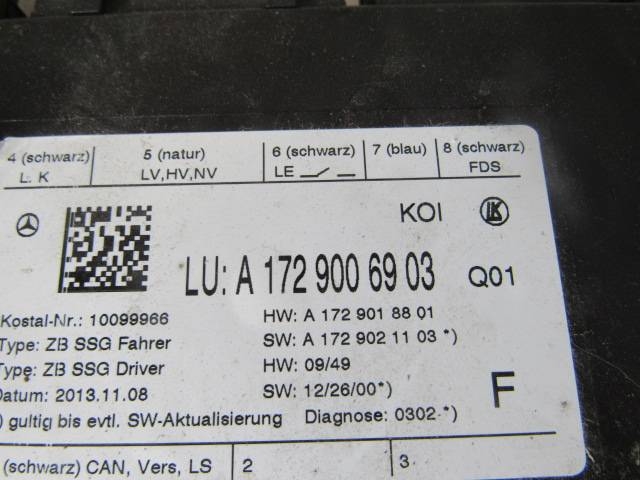 4 (schwarz) 5 (natur) 6 (schwarz) 7 (blau) 8 (schwarz)
L. K LV,HV,NV LE FDS
KOI LK
LU: A 172 900 69 03 Q01
Kostal-Nr.: 10099966 HW: A 172 901 88 01
Type: ZB SSG Fahrer SW: A 172 902 11 03 *)
Type: ZB SSG Driver HW: 09/49
Datum: 2013.11.08 SW: 12/26/00*) F
) gultig bis evtl. SW-Aktualisierung Diagnose: 0302-*)
(schwarz) CAN, Vers, LS 2 3